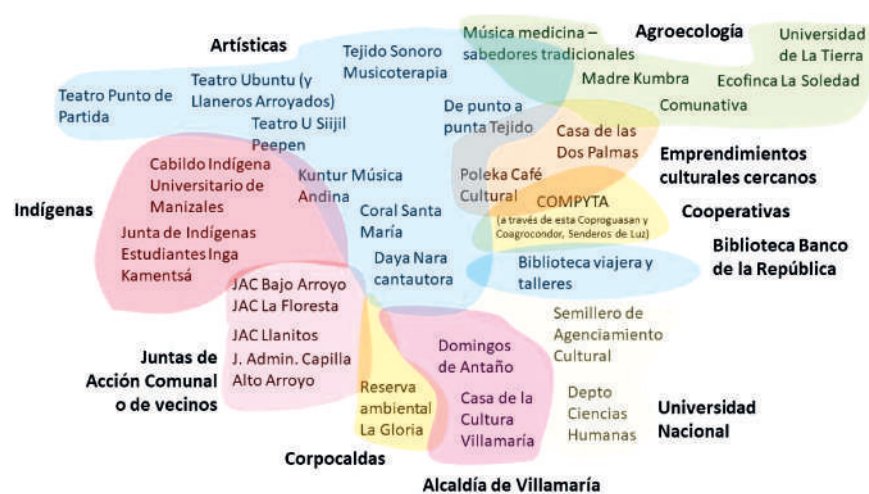 Artísticas
Teatro Punto de
Partida
Teatro Ubuntu (y
Llaneros Arroyados)
Teatro U Siijil
Peepen
Tejido Sonoro
Musicoterapia
Kuntur Música
Andina
Coral Santa
María
Daya Nara
cantautora
Música medicina –
sabedores tradicionales
Agroecología
Universidad
de La Tierra
Madre Kumbra
Ecofinca La Soledad
Comunativa
De punto a
punta Tejido
Casa de las
Dos Palmas
Poleka Café
Cultural
Emprendimientos
culturales cercanos
COMPYTA
(a través de esta Coproguasan y
Coagrocondor, Senderos de Luz)
Cooperativas
Biblioteca viajera y
talleres
Biblioteca Banco
de la República
Indígenas
Cabildo Indígena
Universitario de
Manizales
Junta de Indígenas
Estudiantes Inga
Kamentsá
JAC Bajo Arroyo
JAC La Floresta
JAC Llanitos
J. Admin. Capilla
Alto Arroyo
Juntas de
Acción Comunal
o de vecinos
Reserva
ambiental
La Gloria
Corpocaldas
Domingos
de Antaño
Casa de la
Cultura
Villamaría
Alcaldía de Villamaría
Semillero de
Agenciamiento
Cultural
Depto
Ciencias
Humanas
Universidad
Nacional